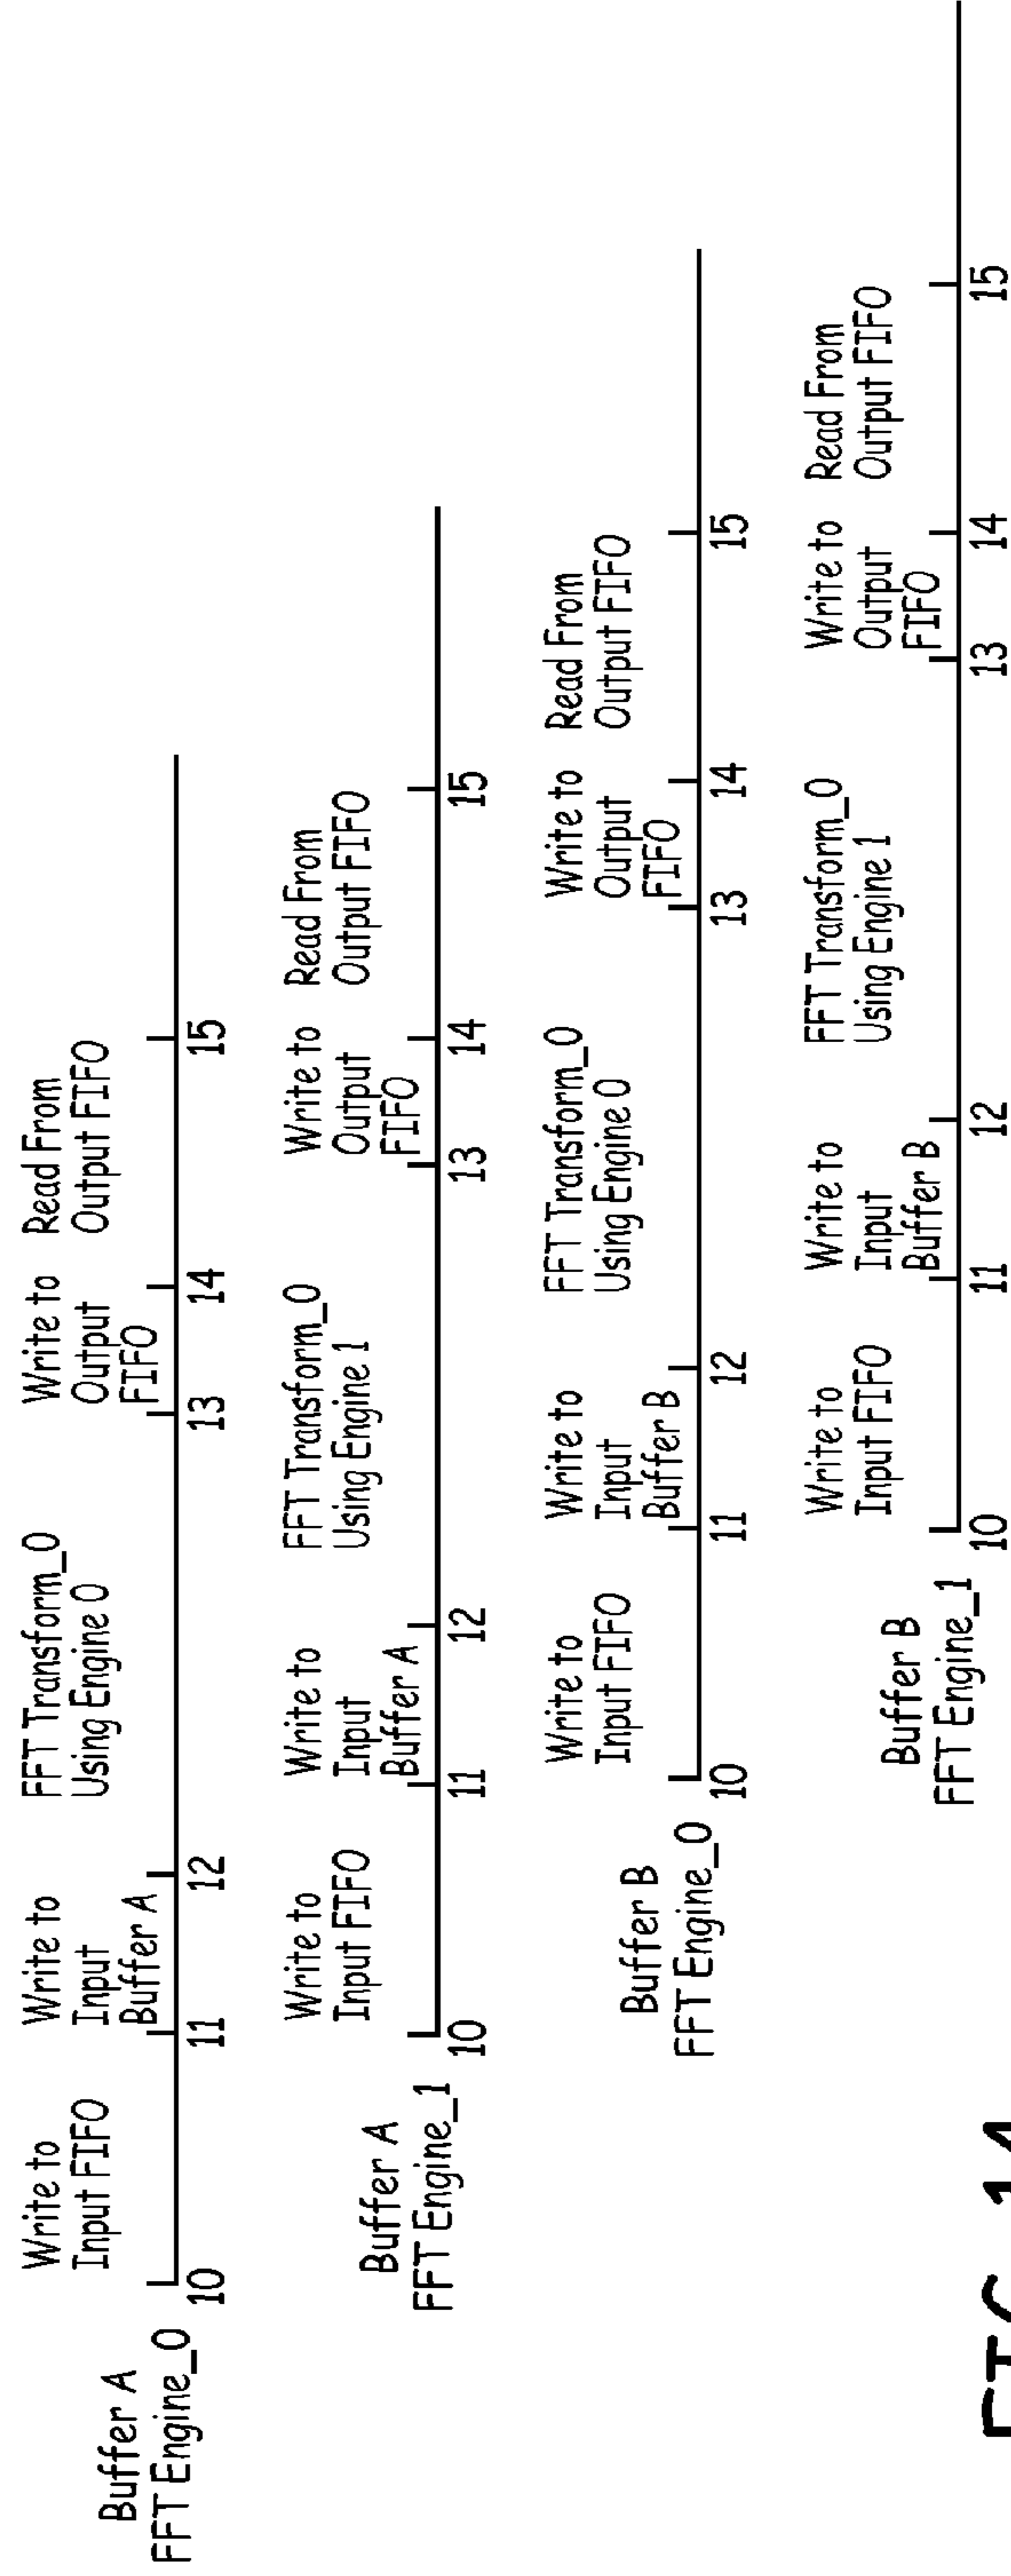 Write to
Input FIFO
Write to
Input
Buffer A
FFT Transform_0
Using Engine 0
Write to
Output
FIFO
Read From
Output FIFO
Buffer A
FFT Engine_0
10
11
12
13
14
15
Write to
Input FIFO
Write to
Input
Buffer A
FFT Transform_0
Using Engine 1
Write to
Output
FIFO
Read From
Output FIFO
Buffer A
FFT Engine_1
10
11
12
13
14
15
Write to
Input FIFO
Write to
Input
Buffer B
FFT Transform_0
Using Engine 0
Write to
Output
FIFO
Read From
Output FIFO
Buffer B
FFT Engine_0
10
11
12
13
14
15
Write to
Input FIFO
Write to
Input
Buffer B
FFT Transform_0
Using Engine 1
Write to
Output
FIFO
Read From
Output FIFO
Buffer B
FFT Engine_1
10
11
12
13
14
15